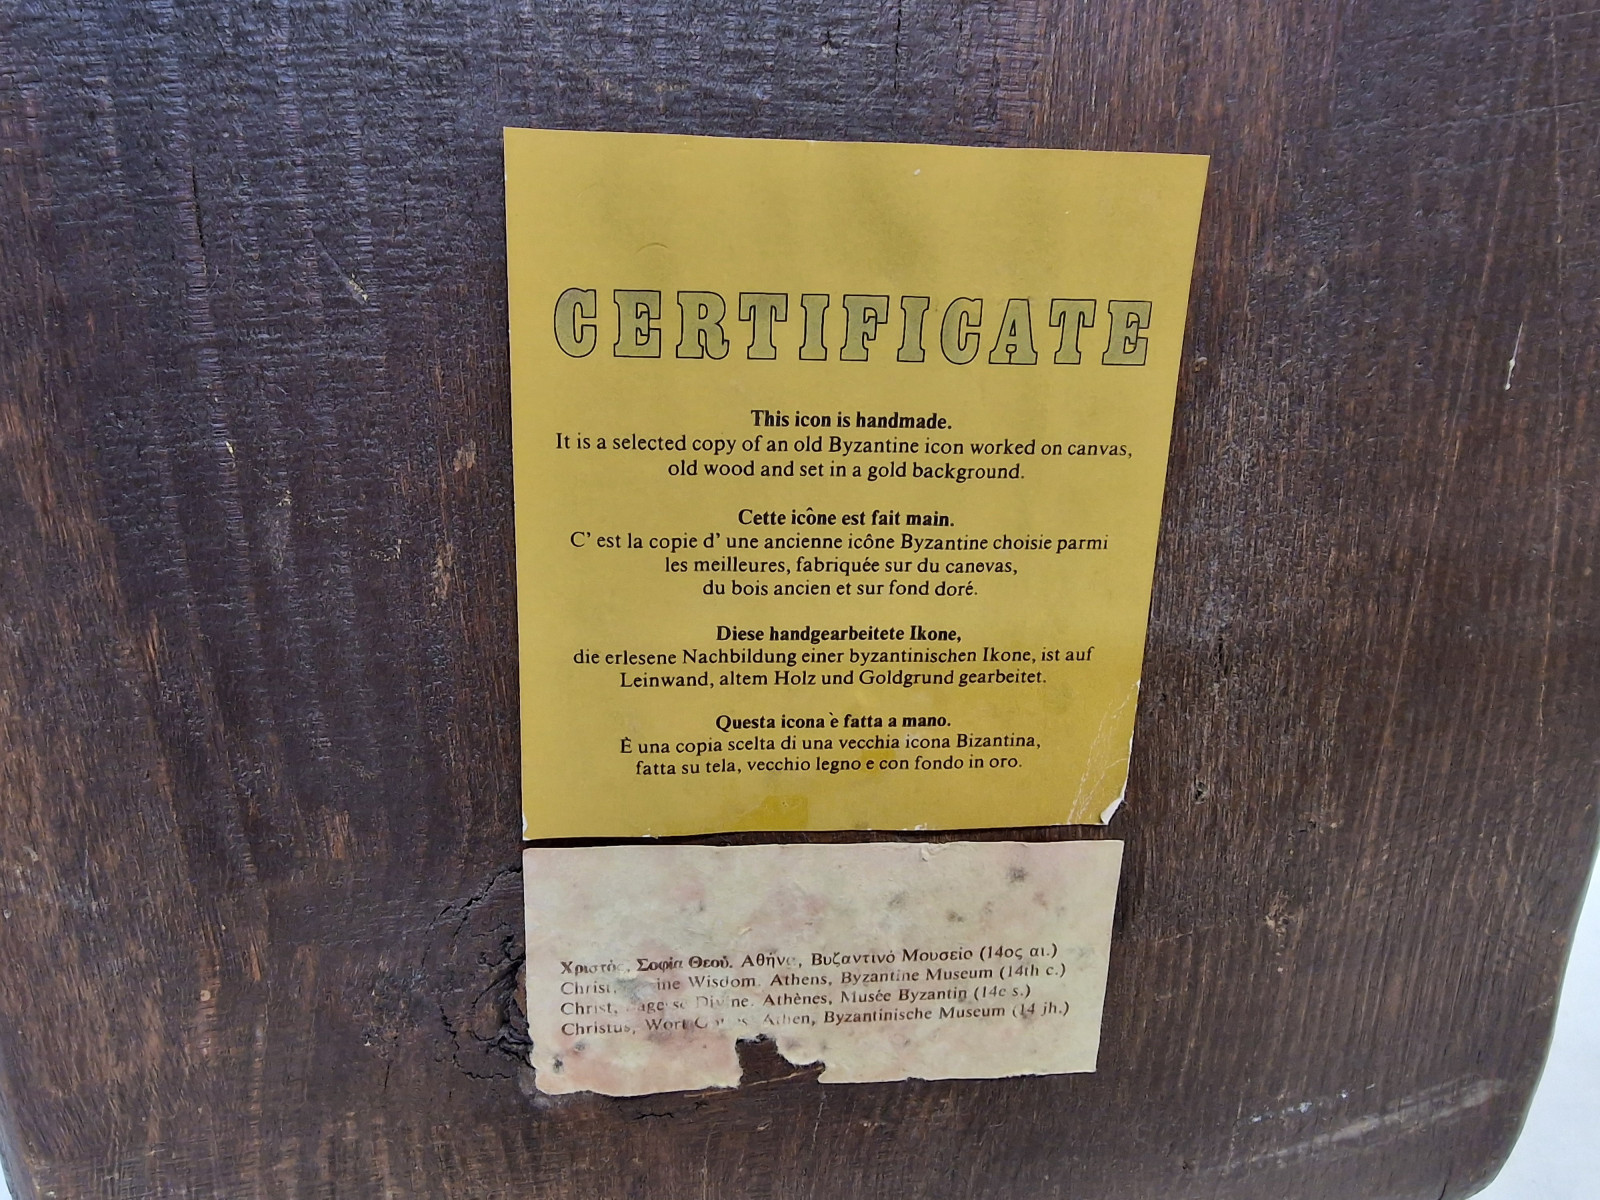 CERTIFICATE
This icon is handmade.
It is a selected copy of an old Byzantine icon worked on canvas,
old wood and set in a gold background.
Cette icône est fait main.
C' est la copie d' une ancienne icône Byzantine choisie parmi
les meilleures, fabriquée sur du canevas,
du bois ancien et sur fond doré.
Diese handgearbeitete Ikone,
die erlesene Nachbildung einer byzantinischen Ikone, ist auf
Leinwand, altem Holz und Goldgrund gearbeitet.
Questa icona è fatta a mano.
È una copia scelta di una vecchia icona Bizantina,
fatta su tela, vecchio legno e con fondo in oro.
Σοφία Θεού. Βυζαντινό Μουσείο (14ος αι.)
Christ, Wisdom. Athens, Byzantine Museum (14th c.)
Christ, Athènes, Musée Byzantin (14e s.)
Christus, Byzantinische Museum (14 jh.)